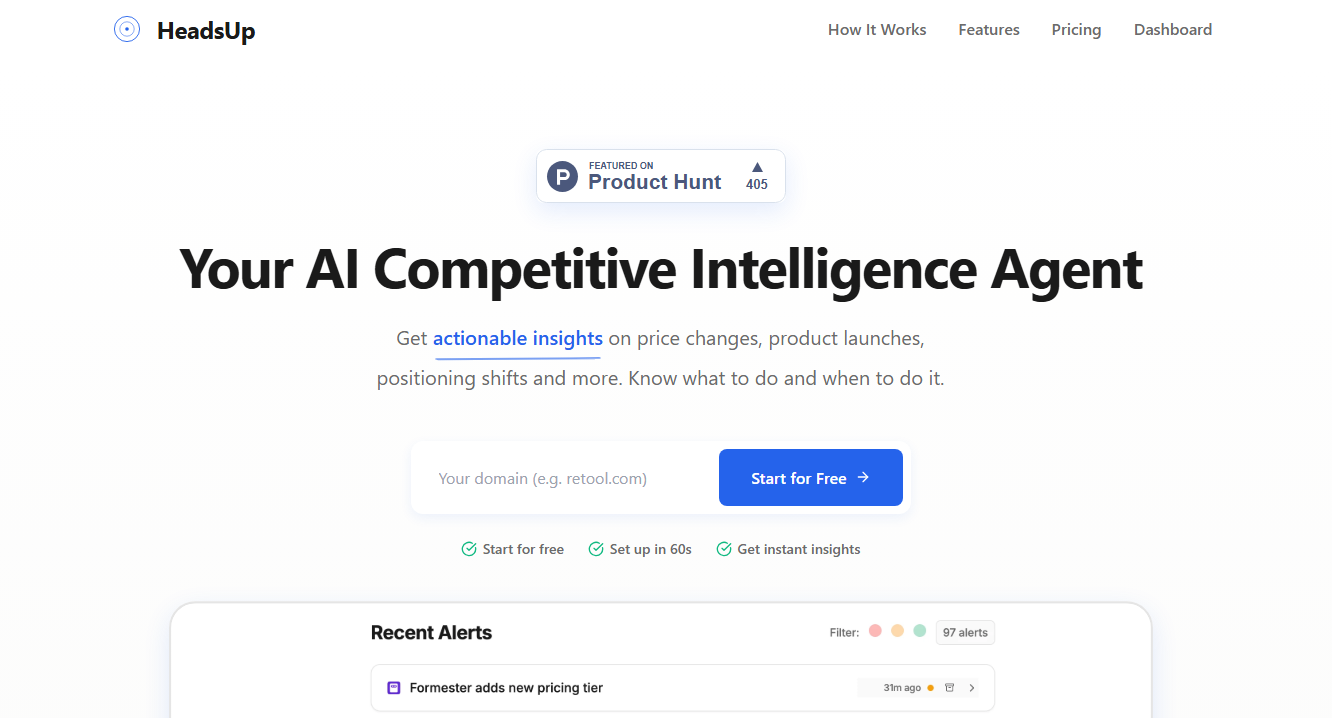 HeadsUp
How It Works
Features
Pricing
Dashboard
P
FEATURED ON
Product Hunt
405
Your AI Competitive Intelligence Agent
Get actionable insights on price changes, product launches,
positioning shifts and more. Know what to do and when to do it.
Your domain (e.g. retool.com)
Start for Free →
Start for free
Set up in 60s
Get instant insights
Recent Alerts
Filter:
97 alerts
Formester adds new pricing tier
31m ago